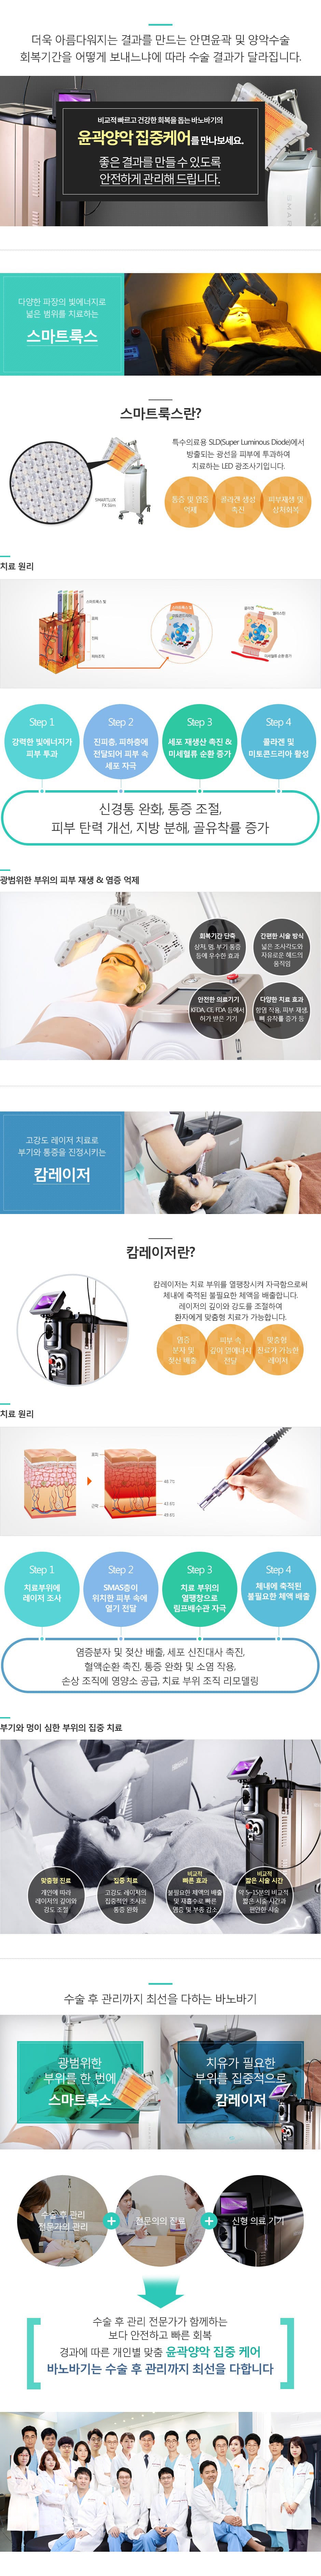 더욱 아름다워지는 결과를 만드는 안면윤곽 및 양악수술
회복기간을 어떻게 보내느냐에 따라 수술 결과가 달라집니다.
비교적 빠르고 건강한 회복을 돕는 바노바기의
윤곽양악 집중케어를 만나보세요.
좋은 결과를 만들 수 있도록
안전하게 관리해 드립니다.
다양한 파장의 빛에너지로
넓은 범위를 치료하는
스마트룩스
스마트룩스란?
특수의료용 SLD(Super Luminous Diode)에서
방출되는 광선을 피부에 투과하여
치료하는 LED 광조사기입니다.
SMARTLUX
FX-Slim
통증 및 염증
억제
콜라겐 생성
촉진
피부재생 및
상처회복
치료 원리
스마트룩스 빛
표피
진피
콜라겐
엘라스틴
미세혈류 순환 증가
Step 1
강력한 빛에너지가
피부 투과
Step 2
진피층, 피하층에
전달되어 피부 속
세포 자극
Step 3
세포 재생산 촉진 &
미세혈류 순환 증가
Step 4
콜라겐 및
미토콘드리아 활성
신경통 완화, 통증 조절,
피부 탄력 개선, 지방 분해, 골유착률 증가
광범위한 부위의 피부 재생 & 염증 억제
회복기간 단축
상처, 멍, 부기 통증
등에 우수한 효과
간편한 시술 방식
넓은 조사각도와
자유로운 헤드의
움직임
안전한 의료기기
KFDA, CE, FDA 등에서
허가 받은 기기
다양한 치료 효과
항염 작용, 피부 재생,
뼈 유착률 증가 등
고강도 레이저 치료로
부기와 통증을 진정시키는
캄레이저
캄레이저란?
캄레이저는 치료 부위를 열팽창시켜 자극함으로써
체내에 축적된 불필요한 체액을 배출합니다.
레이저의 깊이와 강도를 조절하여
환자에게 맞춤형 치료가 가능합니다.
염증
분자 및
젖산 배출
피부 속
깊이 열에너지
전달
맞춤형
진료가 가능한
레이저
치료 원리
표피
근육
Step 1
치료부위에
레이저 조사
Step 2
SMAS층이
위치한 피부 속에
열기 전달
Step 3
치료 부위의
열팽창으로
림프배수관 자극
Step 4
체내에 축적된
불필요한 체액 배출
염증분자 및 젖산 배출, 세포 신진대사 촉진,
혈액순환 촉진, 통증 완화 및 소염 작용,
손상 조직에 영양소 공급, 치료 부위 조직 리모델링
부기와 멍이 심한 부위의 집중 치료
맞춤형 진료
개인에 따라
레이저의 깊이와
강도 조절
집중 치료
고강도 레이저의
집중적인 조사로
통증 완화
비교적
빠른 효과
불필요한 체액의 배출
및 재흡수로 빠른
염증 및 부종 감소
비교적
짧은 시술 시간
약 5~15분의 비교적
짧은 시술 시간과
편안한 시술
수술 후 관리까지 최선을 다하는 바노바기
광범위한
부위를 한 번에
스마트룩스
치유가 필요한
부위를 집중적으로
캄레이저
수술 후 관리
전문가의 관리
+
전문의의 진료
+
신형 의료 기기
수술 후 관리 전문가가 함께하는
보다 안전하고 빠른 회복
경과에 따른 개인별 맞춤 윤곽양악 집중 케어
바노바기는 수술 후 관리까지 최선을 다합니다